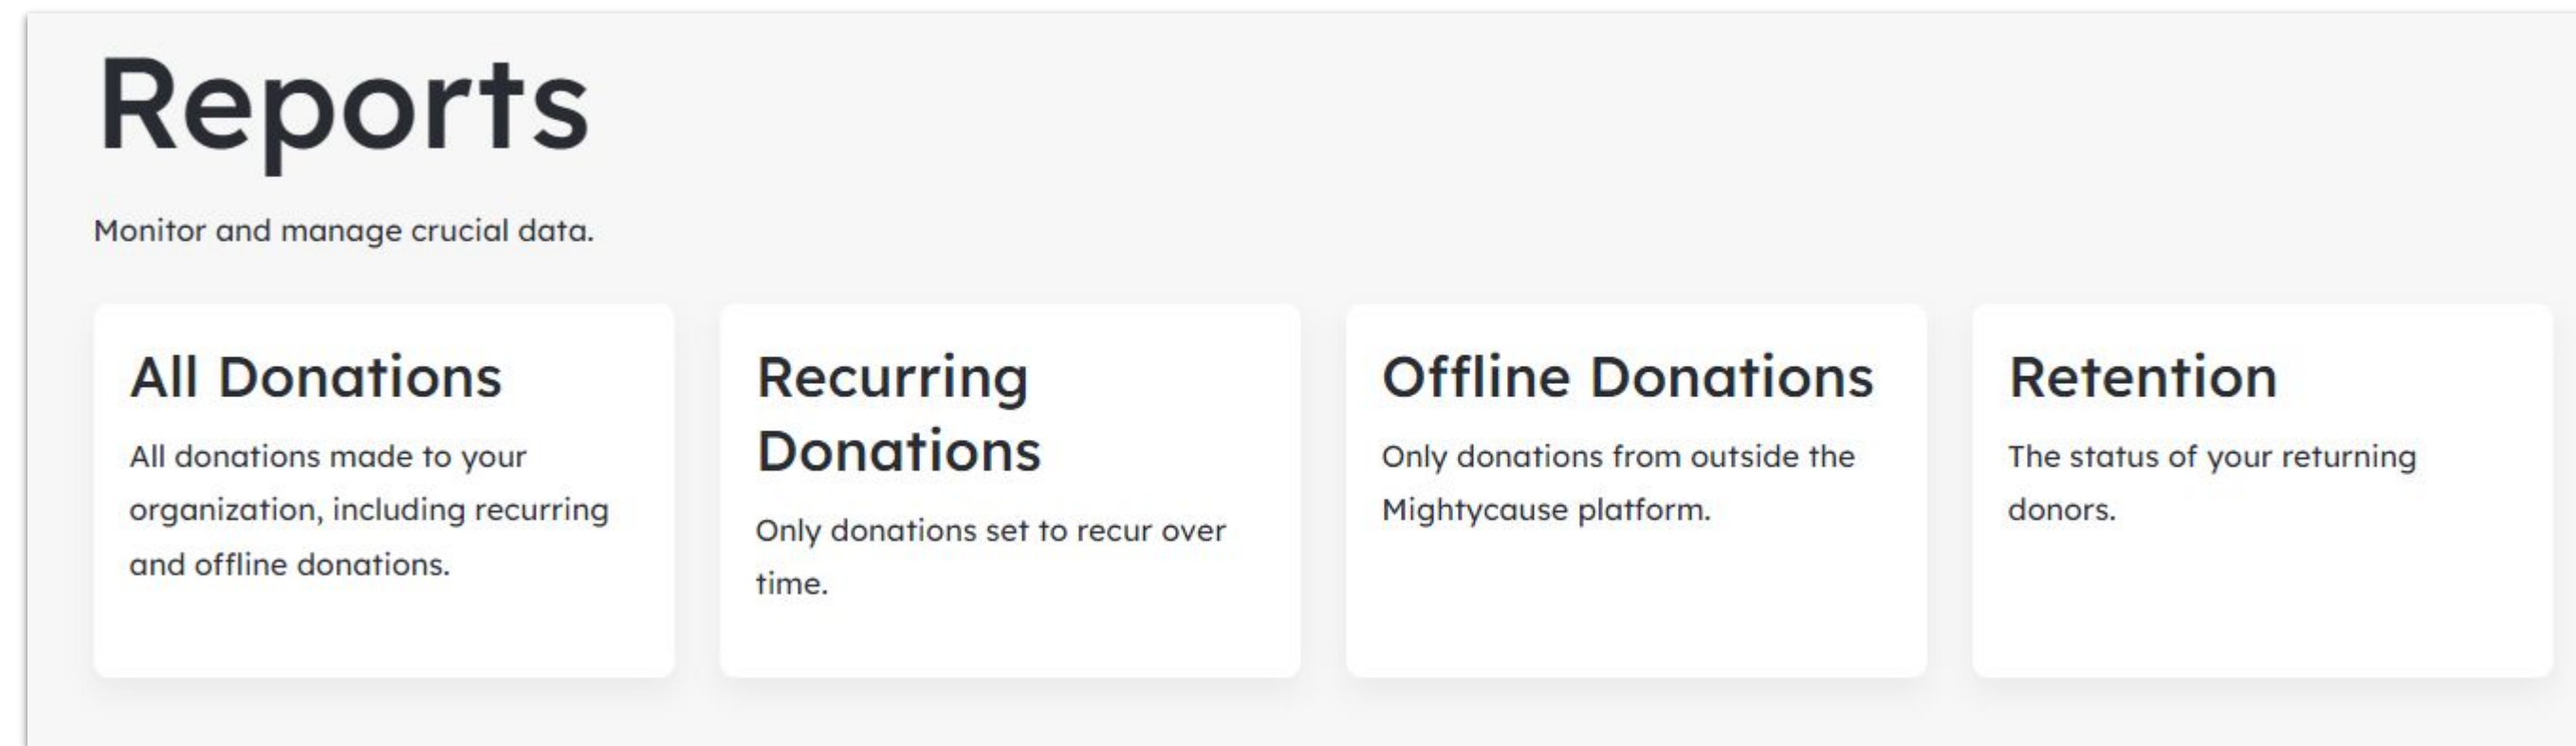 Reports
Monitor and manage crucial data.
All Donations
All donations made to your
organization, including recurring
and offline donations.
Recurring
Donations
Only donations set to recur over
time.
Offline Donations
Only donations from outside the
Mightycause platform.
Retention
The status of your returning
donors.